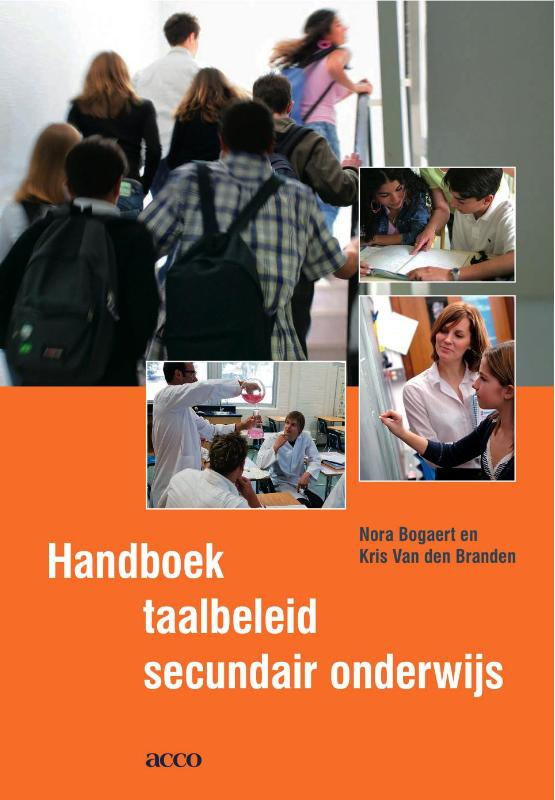 Nora Bogaert en
Kris Van den Branden
Handboek
taalbeleid
secundair onderwijs
acco